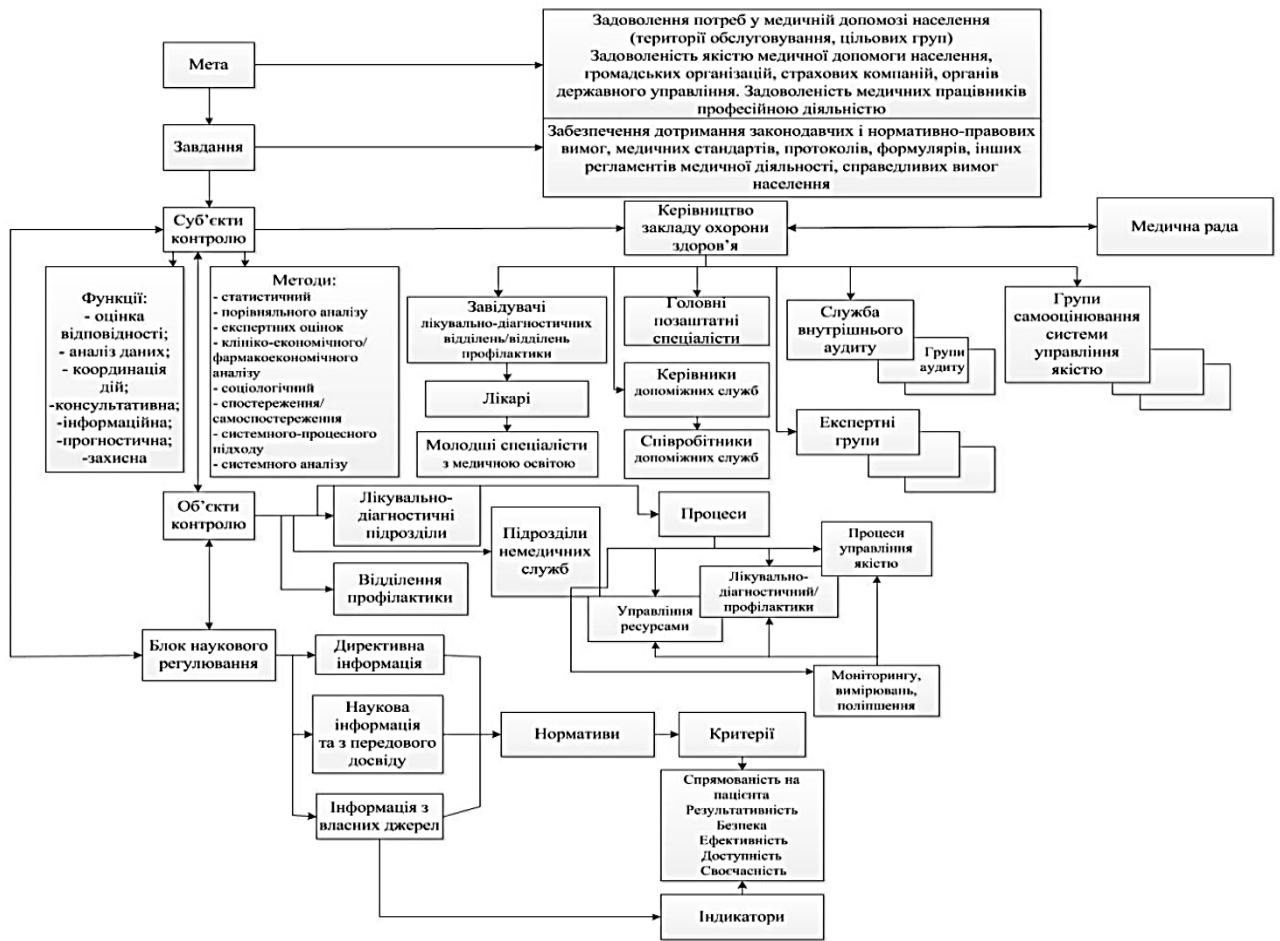 Мета
Задоволення потреб у медичній допомозі населення
(території обслуговування, цільових груп)
Задоволеність якістю медичної допомоги населення,
громадських організацій, страхових компаній, органів
державного управління. Задоволеність медичних працівників
професійною діяльністю
Завдання
Забезпечення дотримання законодавчих і нормативно-правових
вимог, медичних стандартів, протоколів, формулярів, інших
регламентів медичної діяльності, справедливих вимог
населення
Суб’єкти
контролю
Керівництво
закладу охорони
здоров’я
Медична рада
Функції:
- оцінка
відповідності;
- аналіз даних;
- координація
дій;
-консультативна;
-інформаційна;
-прогностична;
-захисна
Методи:
- статистичний
- порівняльного аналізу
- експертних оцінок
- клініко-економічного/
фармакоекономічного
аналізу
- соціологічний
- спостереження/
самоспостереження
- системного-процесного
підходу
- системного аналізу
Завідувачі
лікувально-діагностичних
відділень/відділень
профілактики
Лікарі
Молодші спеціалісти
з медичною освітою
Головні
позаштатні
спеціалісти
Керівники
допоміжних служб
Співробітники
допоміжних служб
Служба
внутрішнього
аудиту
Групи
аудиту
Експертні
групи
Групи
самооцінювання
системи
управління
якістю
Об’єкти
контролю
Лікувально-
діагностичні
підрозділи
Відділення
профілактики
Підрозділи
немедичних
служб
Процеси
Процеси
управління
якістю
Лікувально-
діагностичний/
профілактики
Управління
ресурсами
Моніторингу,
вимірювань,
поліпшення
Блок наукового
регулювання
Директивна
інформація
Наукова
інформація
та з передового
досвіду
Інформація з
власних джерел
Нормативи
Критерії
Спрямованість на
пацієнта
Результативність
Безпека
Ефективність
Доступність
Своєчасність
Індикатори